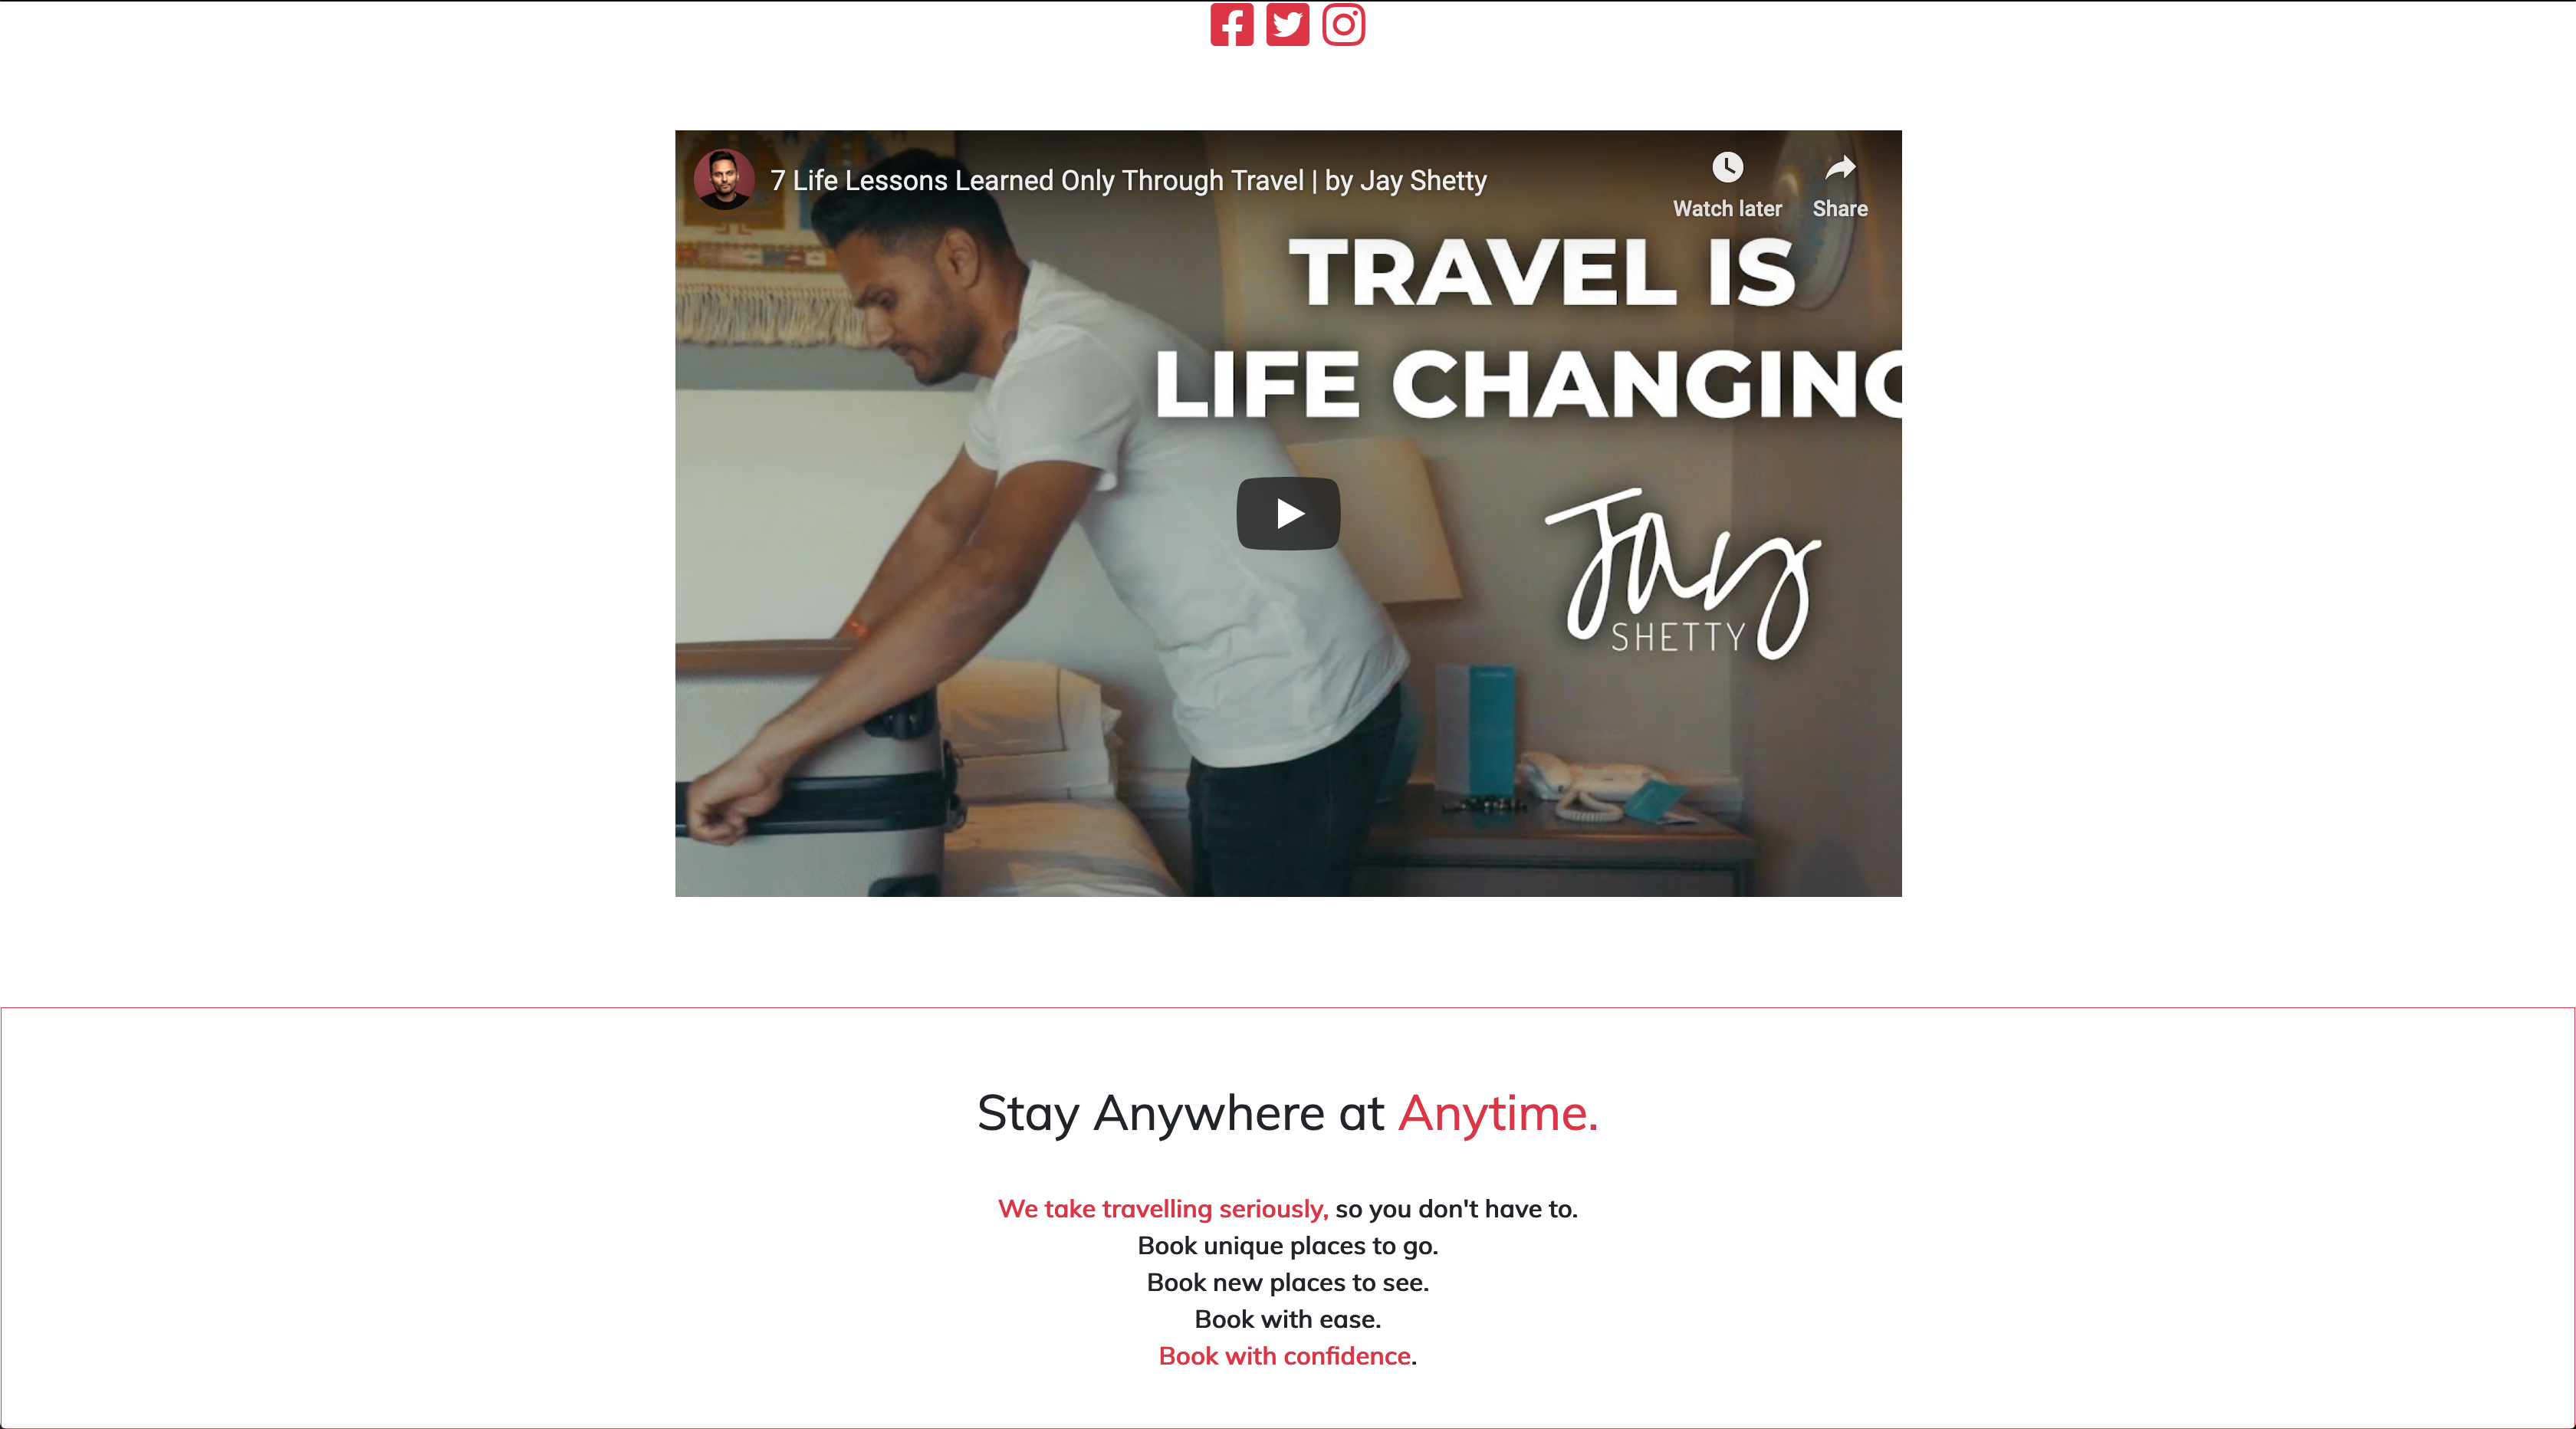 7 Life Lessons Learned Only Through Travel | by Jay Shetty
Watch later
Share
TRAVEL IS
LIFE CHANGING
Jay
SHETTY
Stay Anywhere at Anytime.
We take travelling seriously, so you don't have to.
Book unique places to go.
Book new places to see.
Book with ease.
Book with confidence.